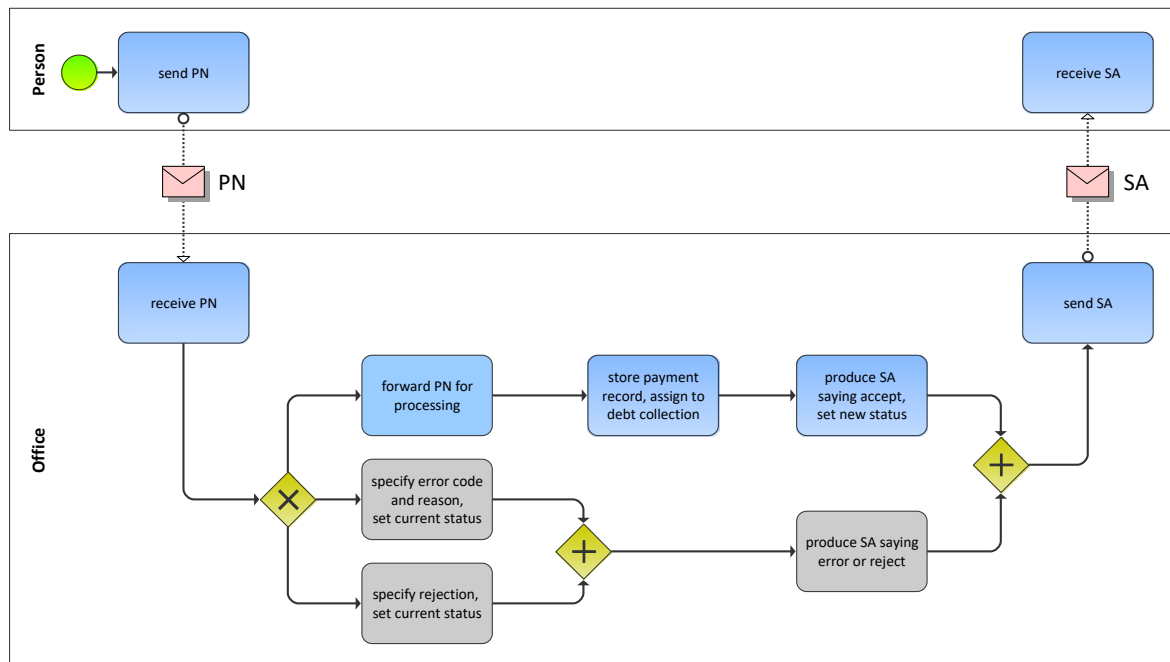 Person
send PN
receive SA
PN
SA
Office
receive PN
send SA
forward PN for
processing
store payment
record, assign to
debt collection
produce SA
saying accept,
set new status
specify error code
and reason,
set current status
produce SA saying
error or reject
specify rejection,
set current status